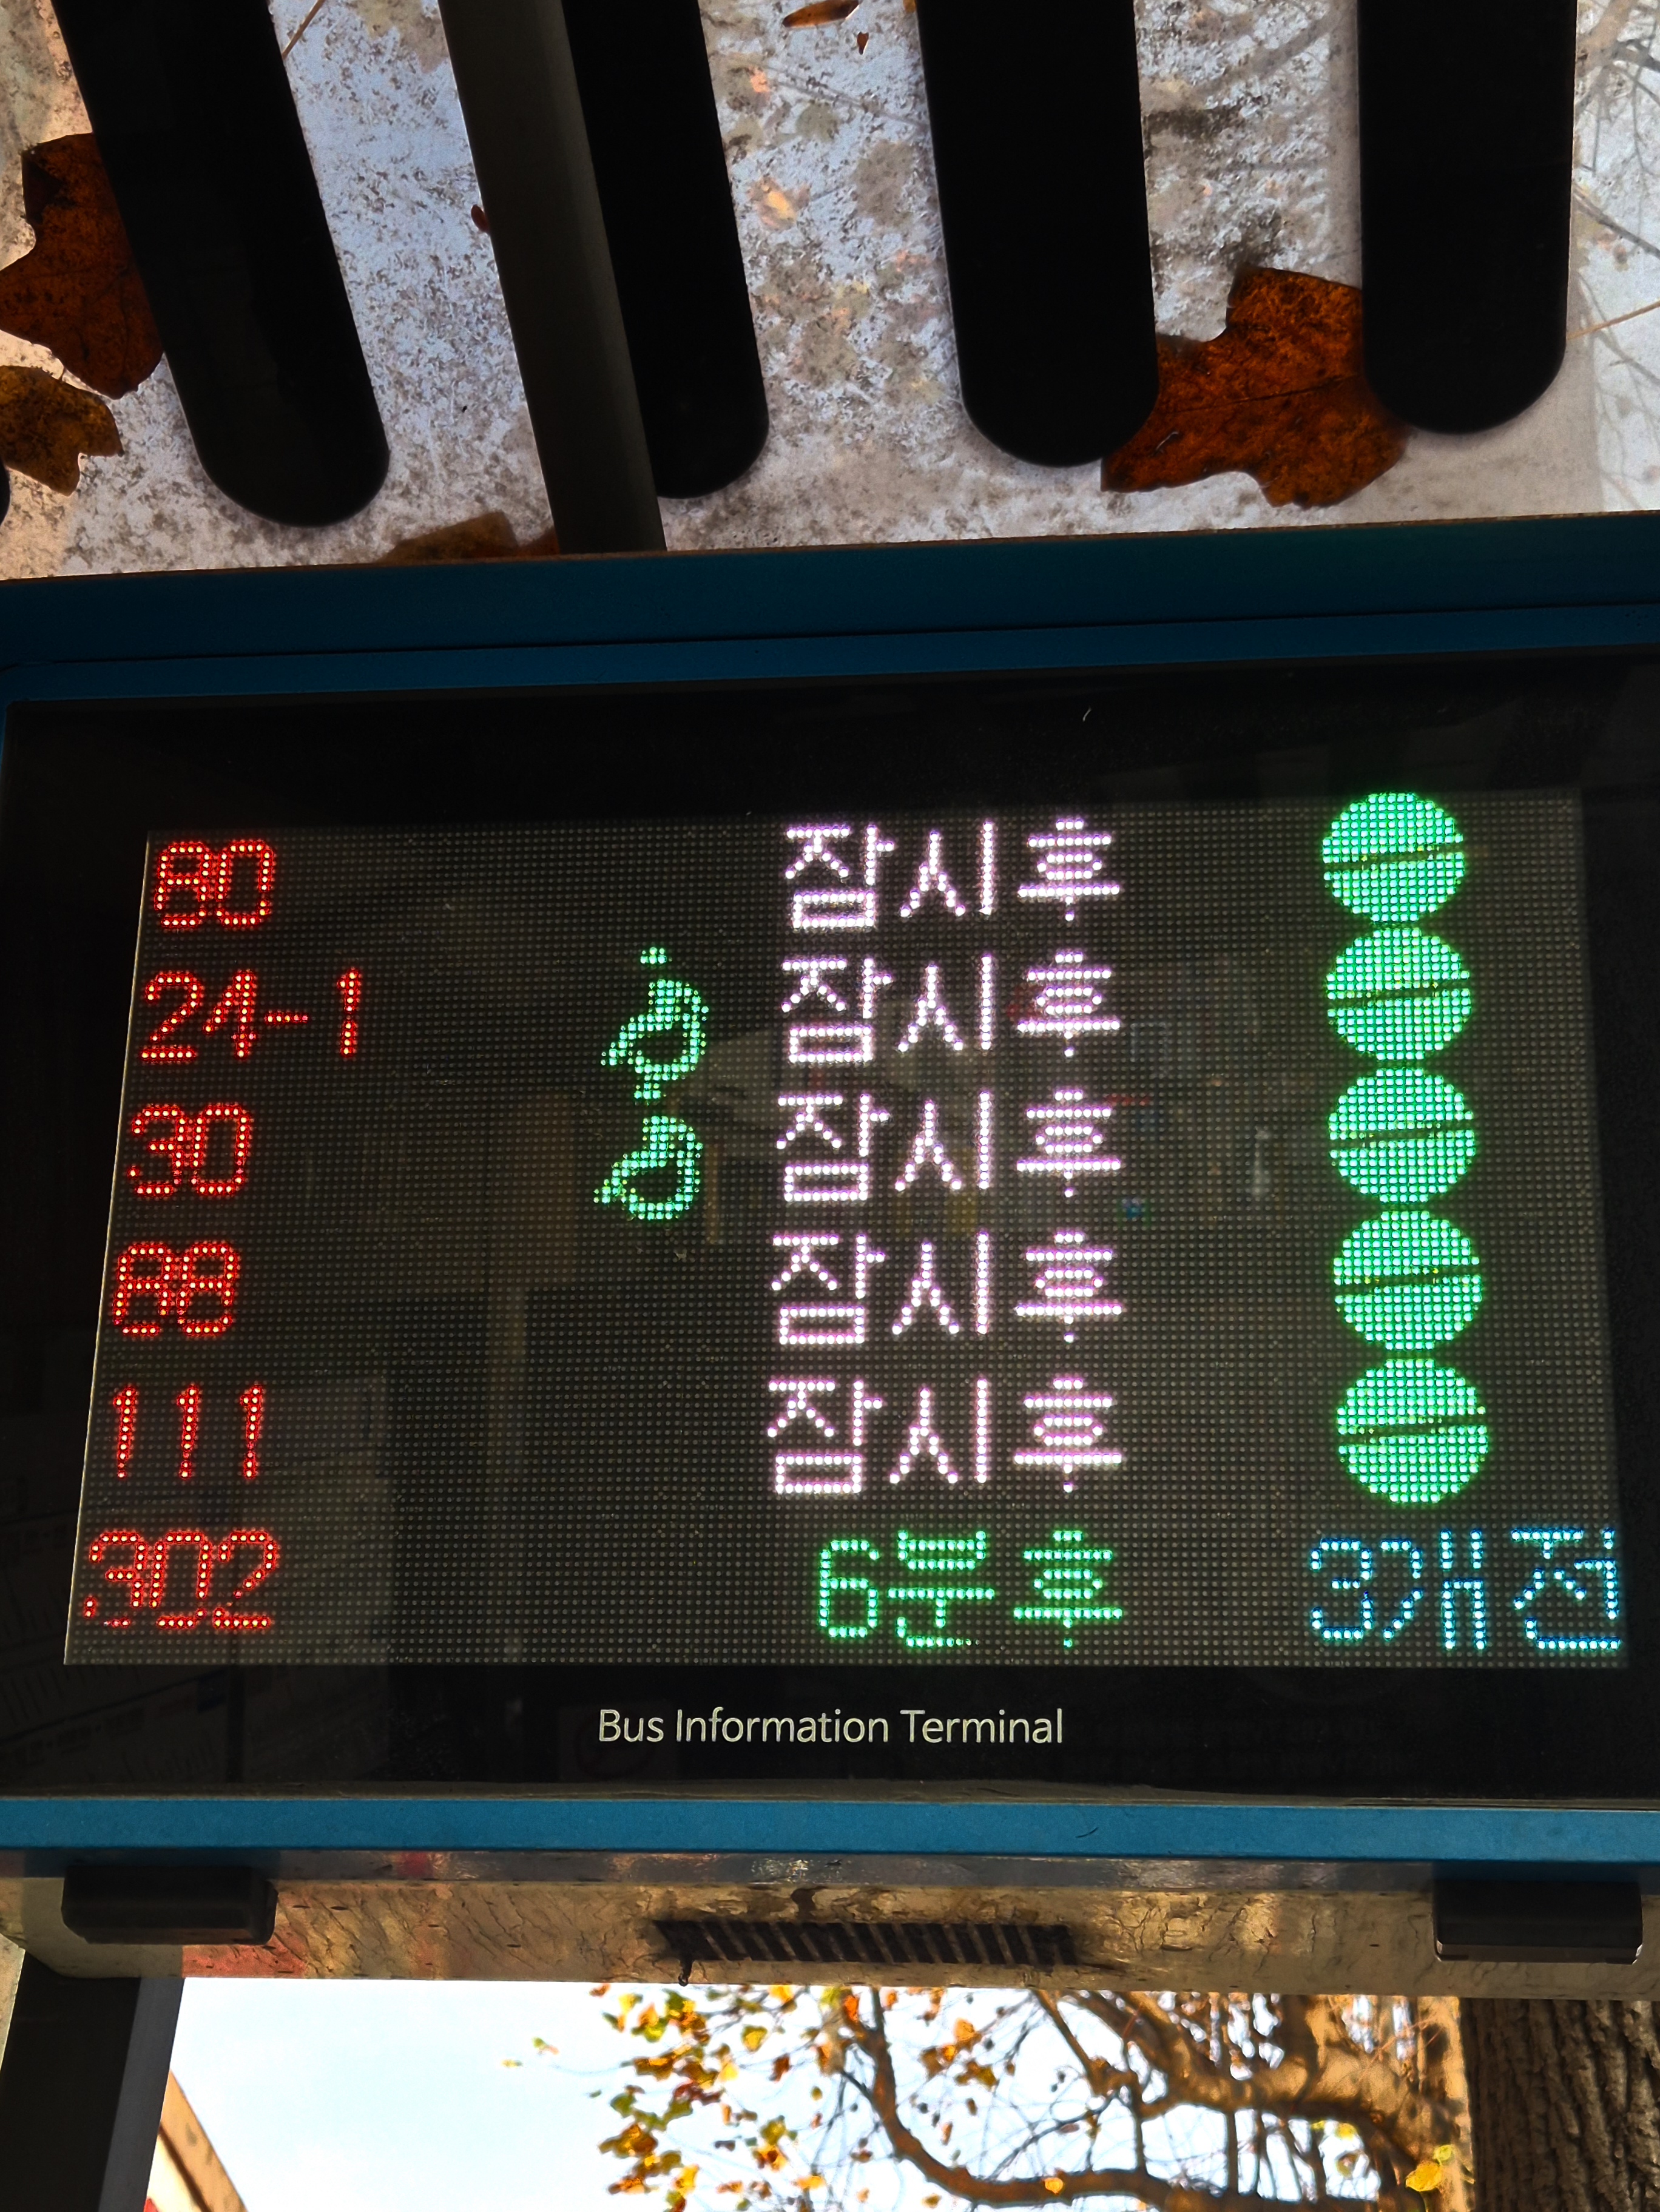 80 잠시후
24-1 잠시후
30 잠시후
88 잠시후
111 잠시후
302 6분후 3개전
Bus Information Terminal